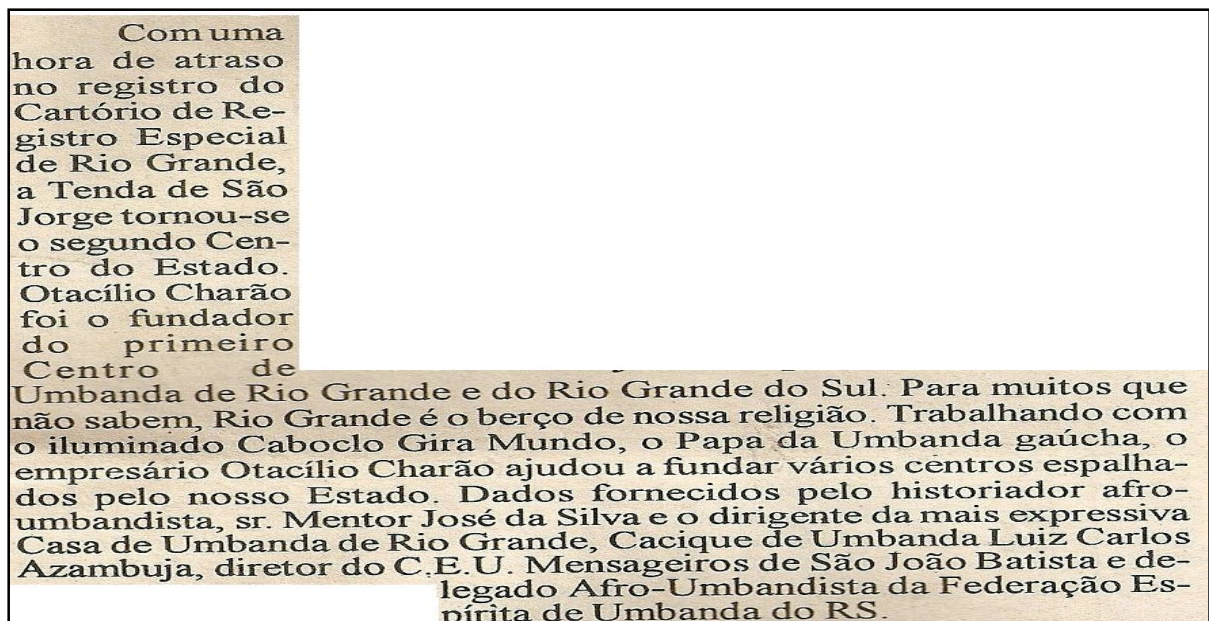 Com uma
hora de atraso
no registro do
Cartório de Re-
gistro Especial
de Rio Grande,
a Tenda de São
Jorge tornou-se
o segundo Cen-
tro do Estado.
Otacílio Charão
foi o fundador
do primeiro
Centro de
Umbanda de Rio Grande e do Rio Grande do Sul. Para muitos que
não sabem, Rio Grande é o berço de nossa religião. Trabalhando com
o iluminado Caboclo Gira Mundo, o Papa da Umbanda gaúcha, o
empresário Otacílio Charão ajudou a fundar vários centros espalha-
dos pelo nosso Estado. Dados fornecidos pelo historiador afro-
umbandista, sr. Mentor José da Silva e o dirigente da mais expressiva
Casa de Umbanda de Rio Grande, Cacique de Umbanda Luiz Carlos
Azambuja, diretor do C.E.U. Mensageiros de São João Batista e de-
legado Afro-Umbandista da Federação Es-
pírita de Umbanda do RS.